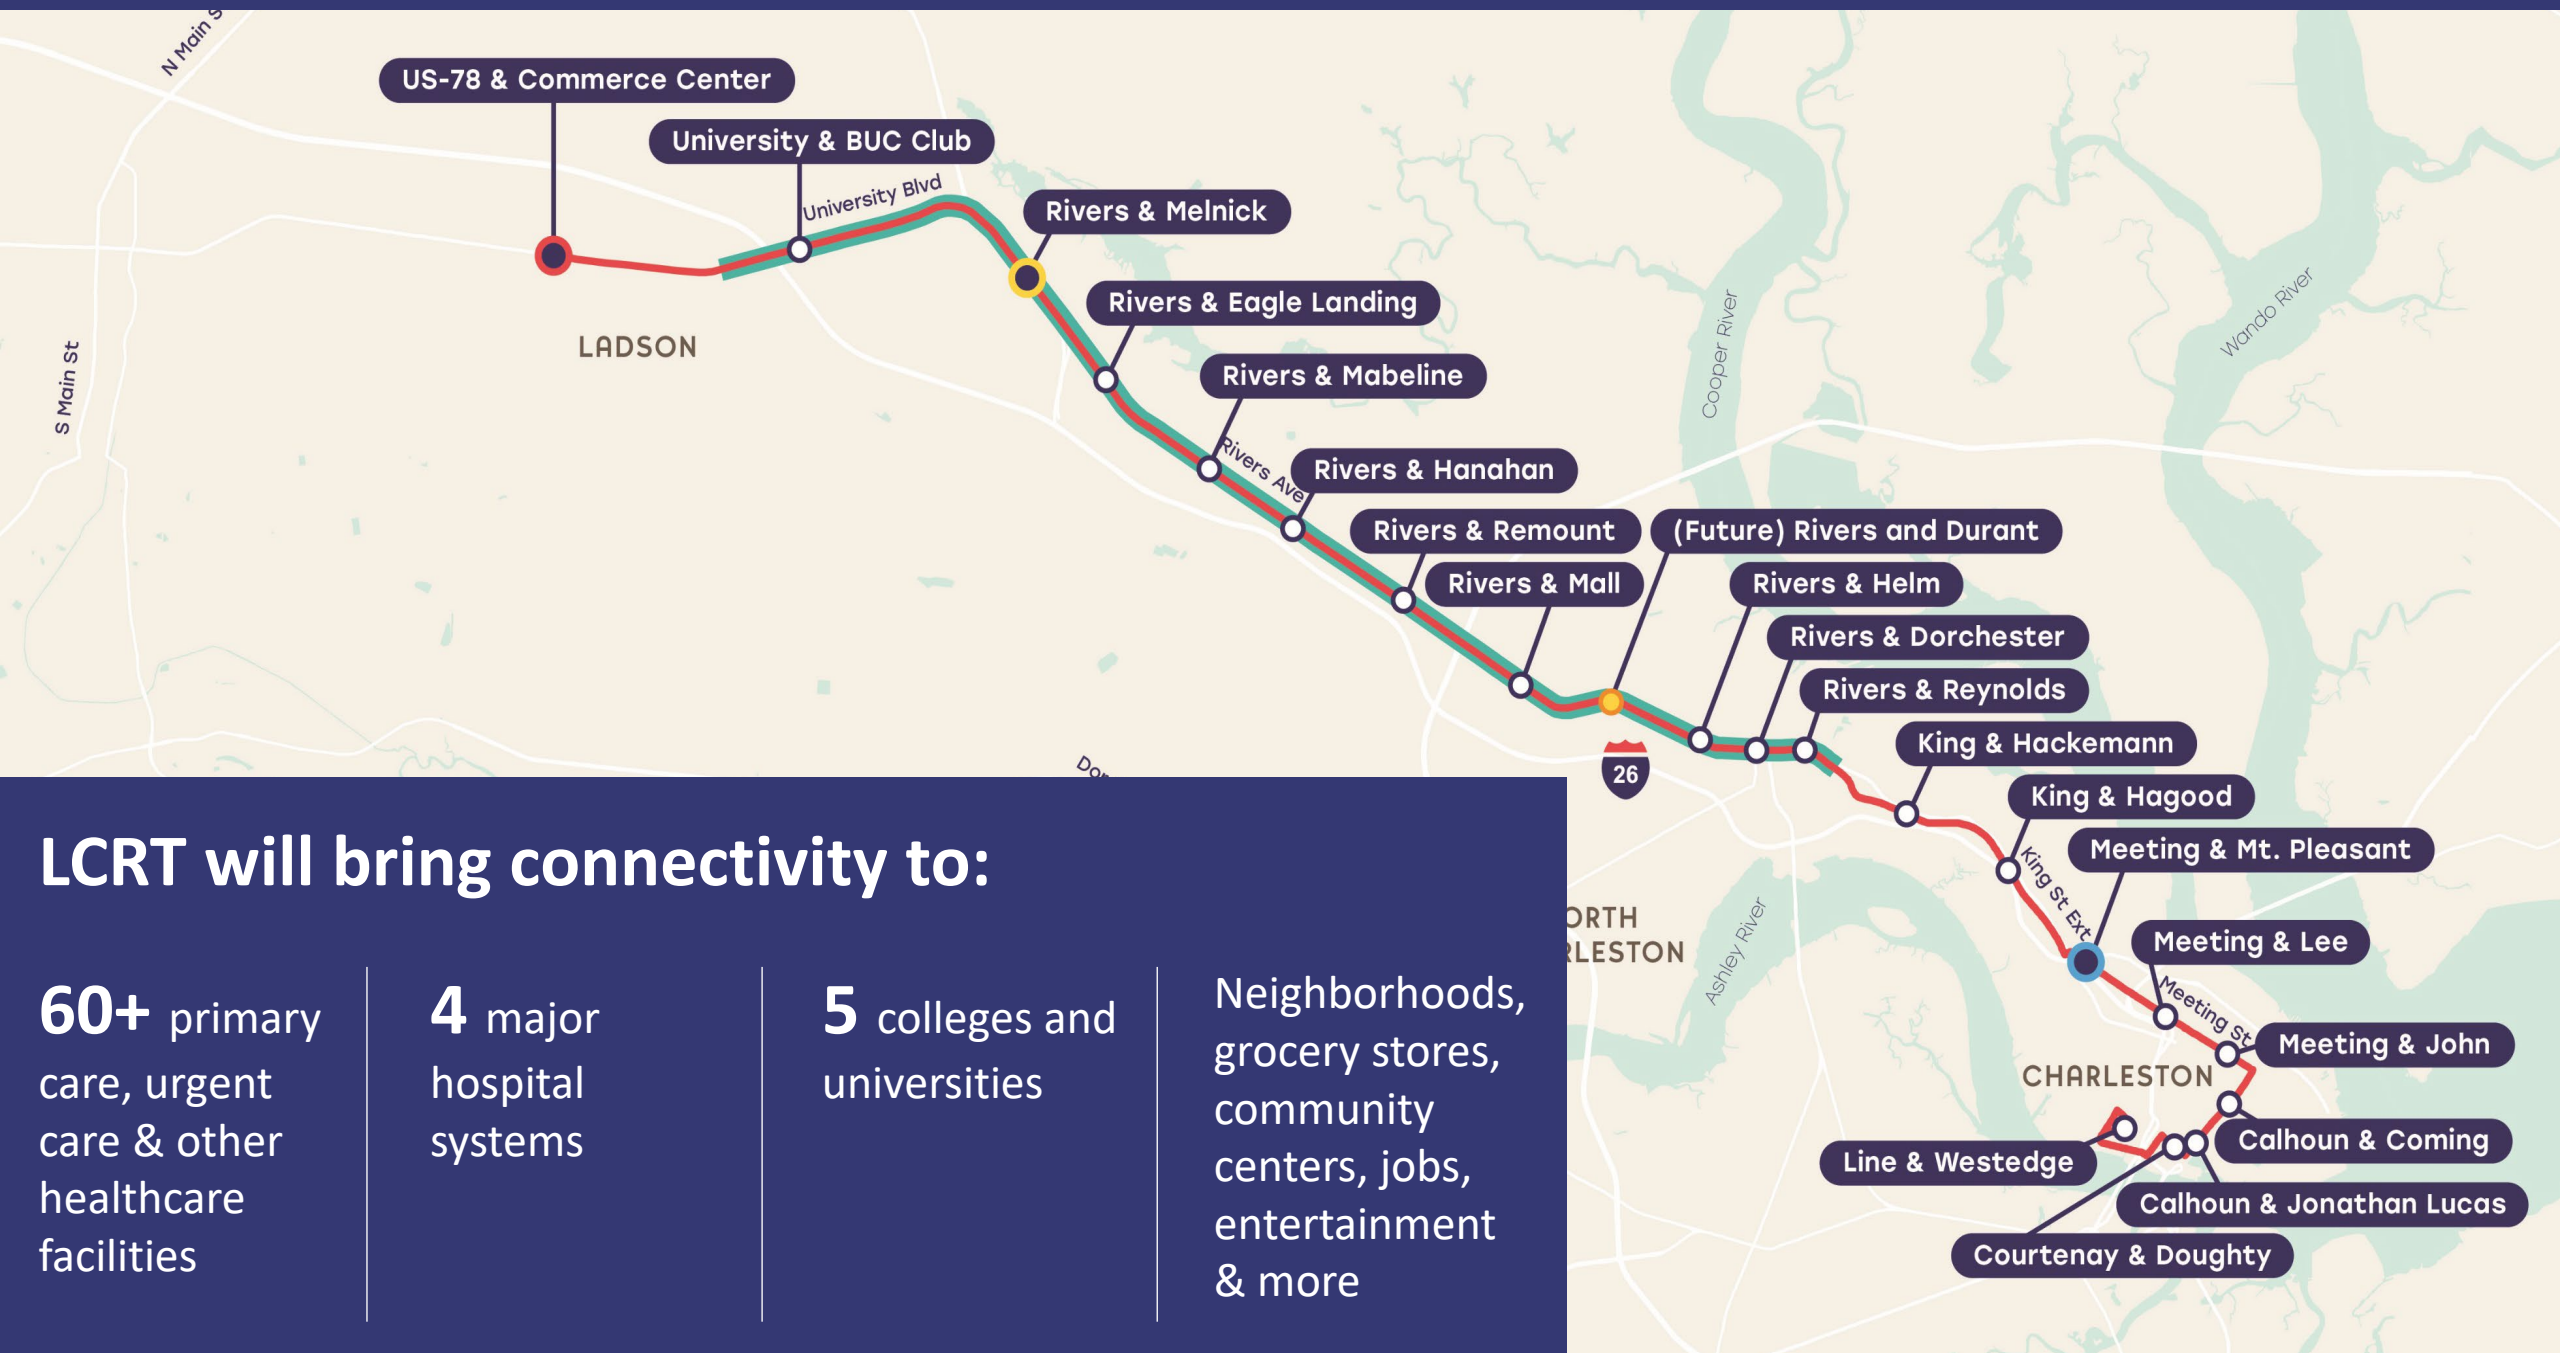 N Main S
US-78 & Commerce Center
University & BUC Club
University Blvd
Rivers & Melnick
Rivers & Eagle Landing
LADSON
S Main St
Rivers & Mabeline
Cooper River
Wando River
Rivers Ave
Rivers & Hanahan
Rivers & Remount
(Future) Rivers and Durant
Rivers & Mall
Rivers & Helm
Rivers & Dorchester
Rivers & Reynolds
King & Hackemann
26
Dor
King & Hagood
Meeting & Mt. Pleasant
King St Ext
ORTH
RLESTON
Ashley River
Meeting & Lee
Meeting St
Meeting & John
CHARLESTON
Calhoun & Coming
Line & Westedge
Calhoun & Jonathan Lucas
Courtenay & Doughty
LCRT will bring connectivity to:
60+ primary
care, urgent
care & other
healthcare
facilities
4 major
hospital
systems
5 colleges and
universities
Neighborhoods,
grocery stores,
community
centers, jobs,
entertainment
& more